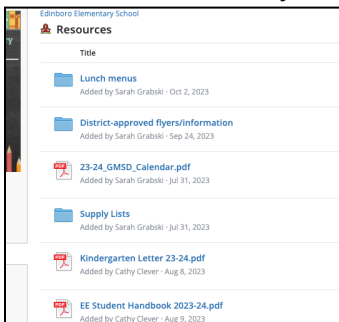 Edinboro Elementary School
Resources
Title
Lunch menus
Added by Sarah Grabski · Oct 2, 2023
District-approved flyers/information
Added by Sarah Grabski · Sep 24, 2023
PDF
23-24_GMSD_Calendar.pdf
Added by Sarah Grabski · Jul 31, 2023
Supply Lists
Added by Sarah Grabski · Jul 31, 2023
PDF
Kindergarten Letter 23-24.pdf
Added by Cathy Clever · Aug 8, 2023
PDF
EE Student Handbook 2023-24.pdf
Added by Cathy Clever · Aug 9, 2023